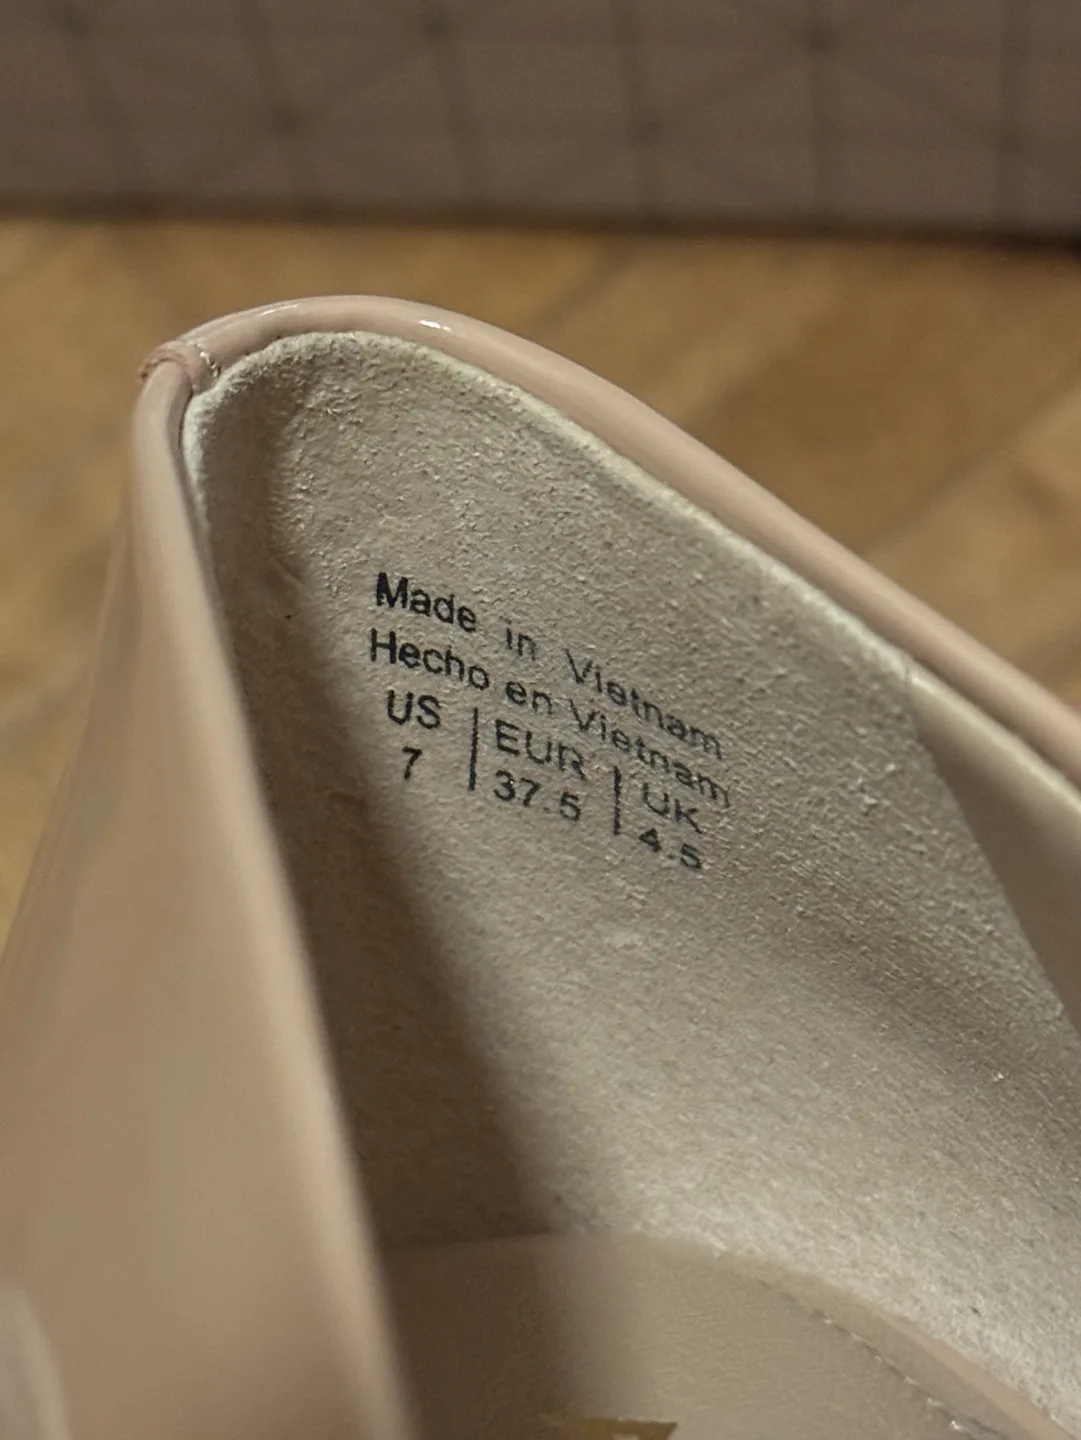 Made in Vietnam
Hecho en Vietnam
US | EUR | UK
7 | 37.5 | 4.5